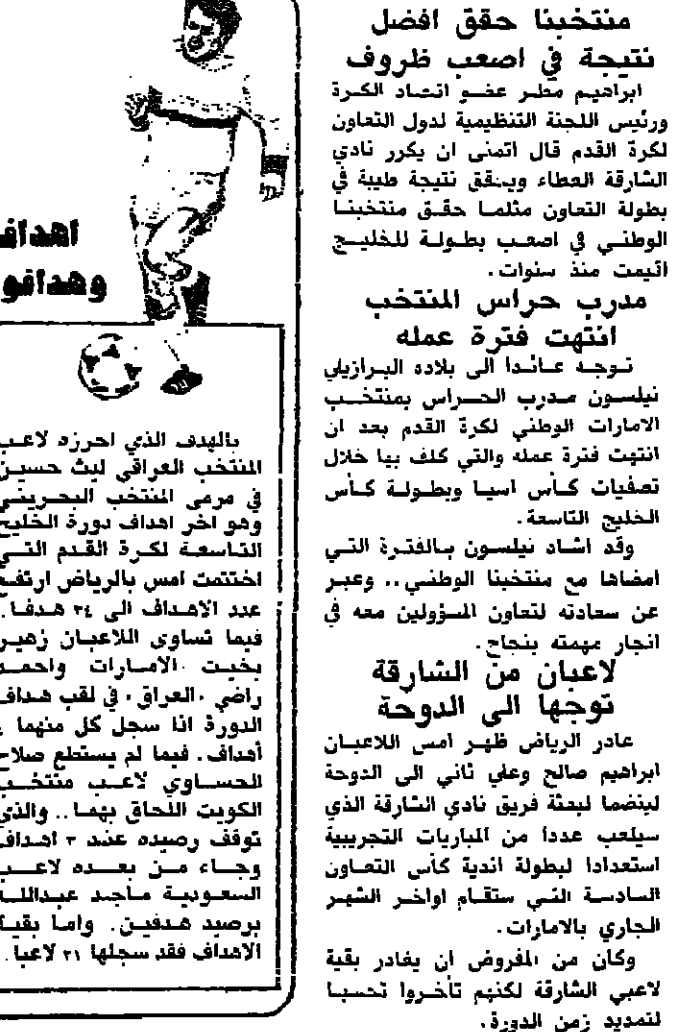 منتخبنا حقق افضل
نتيجة في اصعب ظروف
ابراهيم مطر عضو اتحاد الكرة
ورئيس اللجنة التنظيمية لدول التعاون
لكرة القدم قال اتمنى ان يكرر نادي
الشارقة العطاء ويحقق نتيجة طيبة في
بطولة التعاون مثلما حقق منتخبنا
الوطني في اصعب بطولة للخليج
اقيمت منذ سنوات.
مدرب حراس المنتخب
انتهت فترة عمله
توجه عائدا الى بلاده البرازيلي
نيلسون مدرب الحراس بمنتخب
الامارات الوطني لكرة القدم بعد ان
انتهت فترة عمله والتي كلف بها خلال
تصفيات كأس اسيا وبطولة كأس
الخليج التاسعة.
وقد اشاد نيلسون بالفترة التي
امضاها مع منتخبنا الوطني.. وعبر
عن سعادته لتعاون المسؤولين معه في
انجاز مهمته بنجاح.
لاعبان من الشارقة
توجها الى الدوحة
غادر الرياض ظهر امس اللاعبان
ابراهيم صالح وعلي ثاني الى الدوحة
لينضما لبعثة فريق نادي الشارقة الذي
سيلعب عددا من المباريات التجريبية
استعدادا لبطولة اندية كأس التعاون
السادسة التي ستقام اواخر الشهر
الجاري بالامارات.
وكان من المفروض ان يغادر بقية
لاعبي الشارقة لكنهم تأخروا تحسبا
لتمديد زمن الدورة.
اهداف
وهدافو
بالهدف الذي احرزه لاعب
المنتخب العراقي ليث حسين
في مرمى المنتخب البحريني
وهو اخر اهداف دورة الخليج
التاسعة لكرة القدم التي
اختتمت امس بالرياض ارتفع
عدد الاهداف الى ٣٤ هدفا.
فيما تساوى اللاعبان زهير
بخيت «الامارات» واحمد
راضي «العراق» في لقب هداف
الدورة اذا سجل كل منهما ٤
أهداف. فيما لم يستطع صلاح
الحساوي لاعب منتخب
الكويت اللحاق بهما.. والذي
توقف رصيده عند ٣ اهداف
وجاء من بعده لاعب
السعودية ماجد عبدالله
برصيد هدفين. واما بقية
الاهداف فقد سجلها ٢١ لاعبا.